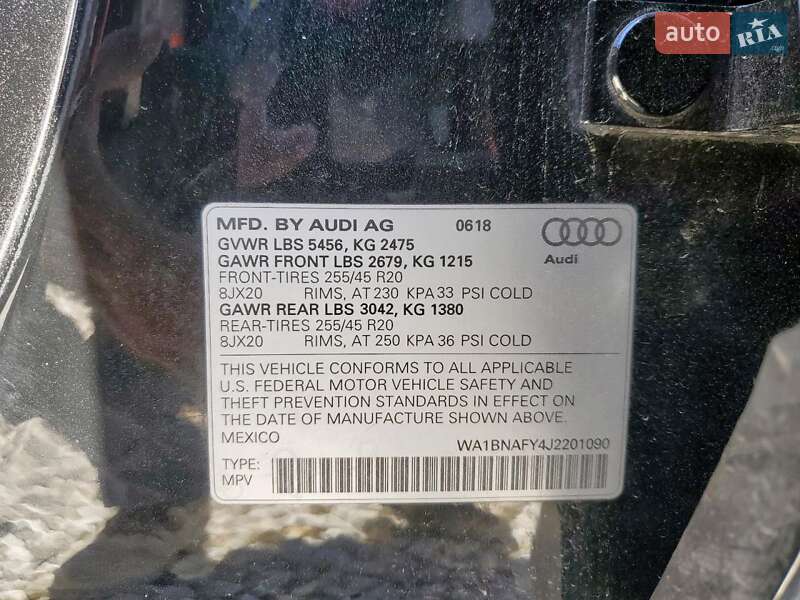 auto RIA
.com
MFD. BY AUDI AG 0618
GVWR LBS 5456, KG 2475
GAWR FRONT LBS 2679, KG 1215
Audi
FRONT-TIRES 255/45 R20
8JX20 RIMS, AT 230 KPA 33 PSI COLD
GAWR REAR LBS 3042, KG 1380
REAR-TIRES 255/45 R20
8JX20 RIMS, AT 250 KPA 36 PSI COLD
THIS VEHICLE CONFORMS TO ALL APPLICABLE
U.S. FEDERAL MOTOR VEHICLE SAFETY AND
THEFT PREVENTION STANDARDS IN EFFECT ON
THE DATE OF MANUFACTURE SHOWN ABOVE.
MEXICO WA1BNAFY4J2201090
TYPE:
MPV